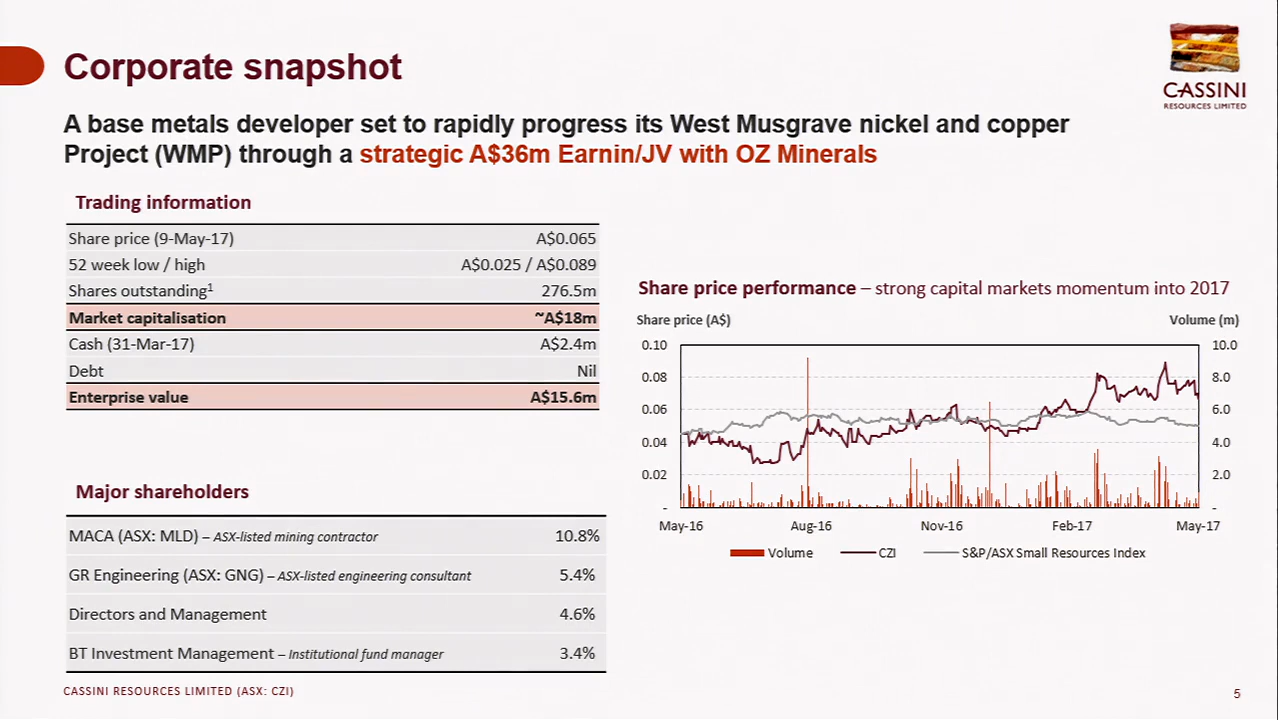 Corporate snapshot
CASSINI
RESOURCES LIMITED
A base metals developer set to rapidly progress its West Musgrave nickel and copper
Project (WMP) through a strategic A$36m Earnin/JV with OZ Minerals
Trading information
Share price (9-May-17) A$0.065
52 week low / high A$0.025 / A$0.089
Shares outstanding¹ 276.5m
Market capitalisation ~A$18m
Cash (31-Mar-17) A$2.4m
Debt Nil
Enterprise value A$15.6m
Major shareholders
MACA (ASX: MLD) – ASX-listed mining contractor 10.8%
GR Engineering (ASX: GNG) – ASX-listed engineering consultant 5.4%
Directors and Management 4.6%
BT Investment Management – Institutional fund manager 3.4%
Share price performance – strong capital markets momentum into 2017
Share price (A$) Volume (m)
0.10 10.0
0.08 8.0
0.06 6.0
0.04 4.0
0.02 2.0
- -
May-16 Aug-16 Nov-16 Feb-17 May-17
Volume CZI S&P/ASX Small Resources Index
CASSINI RESOURCES LIMITED (ASX: CZI) 5